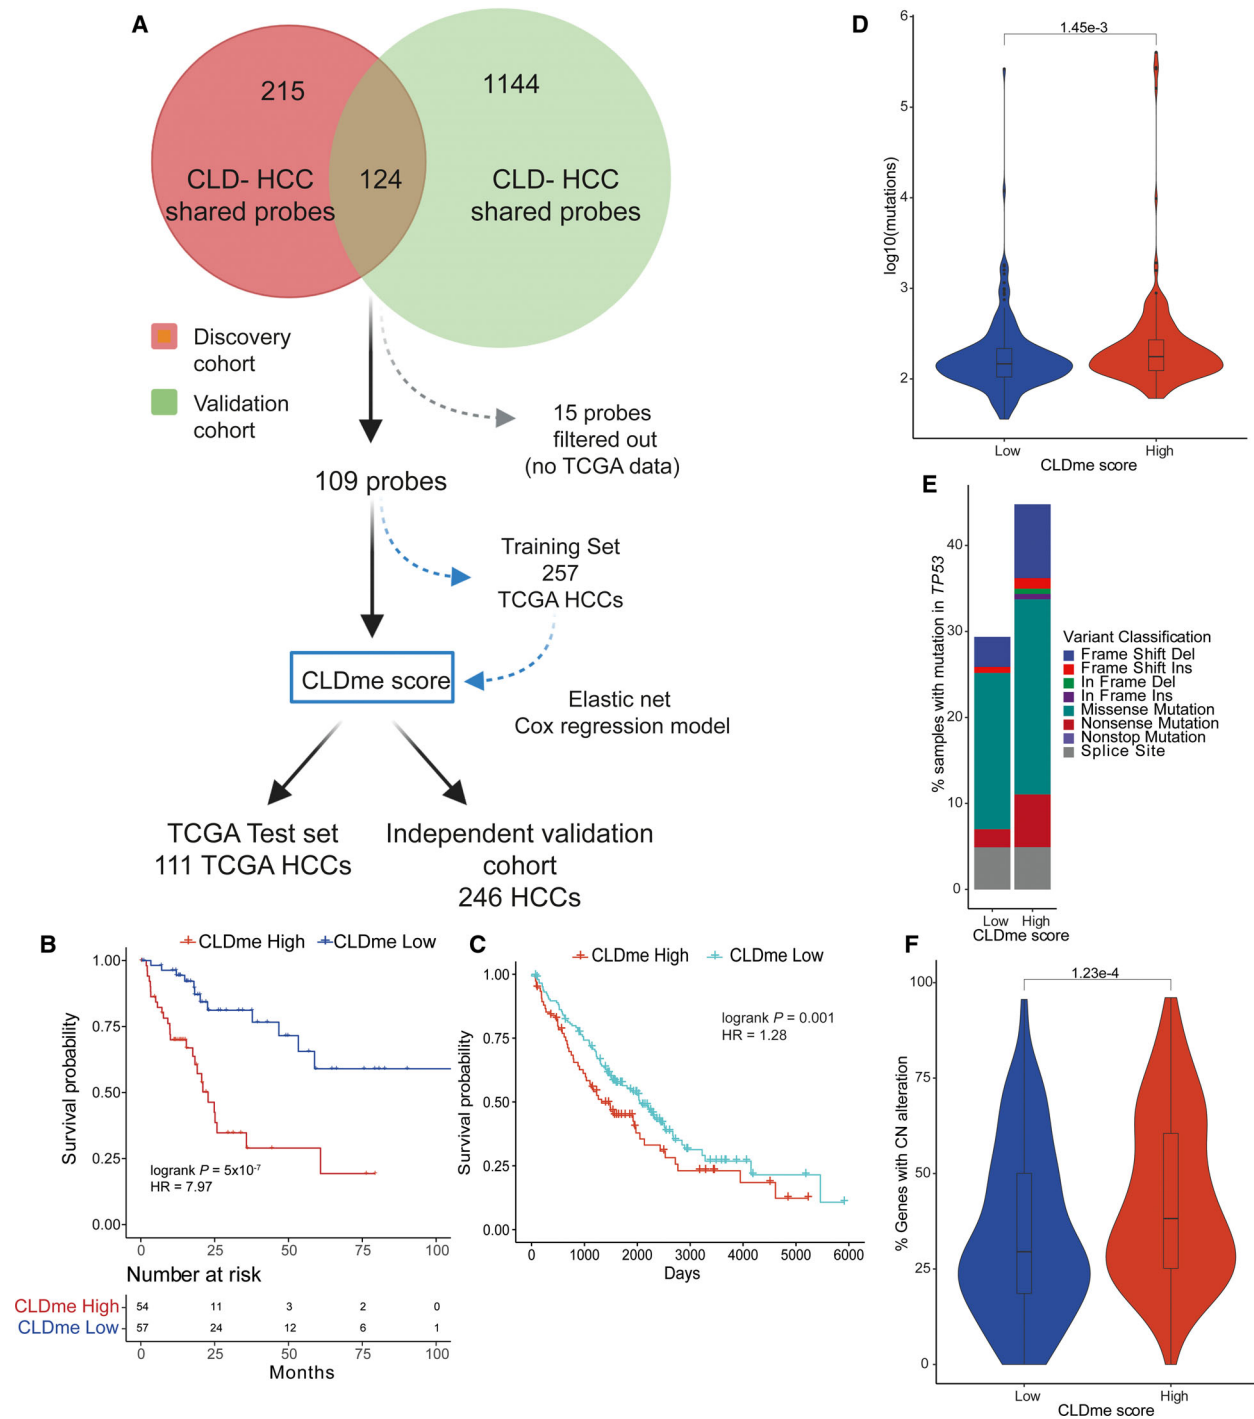 A
215
1144
CLD- HCC
shared probes
124
CLD- HCC
shared probes
Discovery
cohort
Validation
cohort
15 probes
filtered out
(no TCGA data)
109 probes
Training Set
257
TCGA HCCs
CLDme score
Elastic net
Cox regression model
TCGA Test set
111 TCGA HCCs
Independent validation
cohort
246 HCCs
B
CLDme High
CLDme Low
Survival probability
1.00
0.75
0.50
0.25
0.00
logrank P = 5x10-7
HR = 7.97
0 25 50 75 100
Number at risk
CLDme High 54 11 3 2 0
CLDme Low 57 24 12 6 1
0 25 50 75 100
Months
C
CLDme High
CLDme Low
Survival probability
1.00
0.75
0.50
0.25
0.00
logrank P = 0.001
HR = 1.28
0 1000 2000 3000 4000 5000 6000
Days
D
log10(mutations)
6
5
4
3
2
1.45e-3
Low High
CLDme score
E
% samples with mutation in TP53
40
30
20
10
0
Low High
CLDme score
Variant Classification
Frame Shift Del
Frame Shift Ins
In Frame Del
In Frame Ins
Missense Mutation
Nonsense Mutation
Nonstop Mutation
Splice Site
F
% Genes with CN alteration
100
75
50
25
0
1.23e-4
Low High
CLDme score